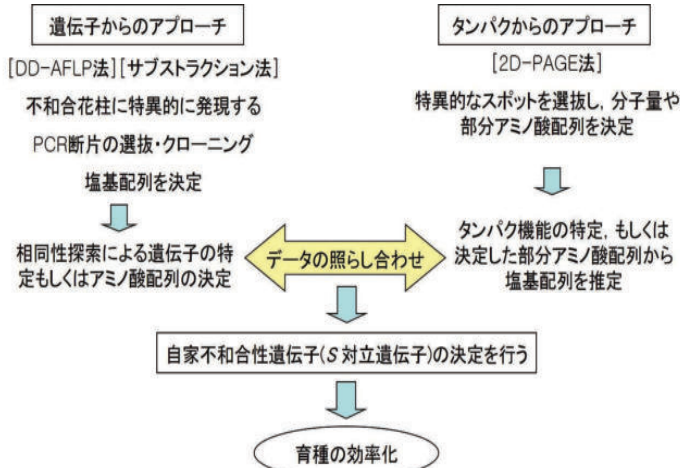 遺伝子からのアプローチ
[DD-AFLP法][サブストラクション法]
不和合花柱に特異的に発現する
PCR断片の選抜・クローニング
塩基配列を決定
相同性探索による遺伝子の特
定もしくはアミノ酸配列の決定
タンパクからのアプローチ
[2D-PAGE法]
特異的なスポットを選抜し，分子量や
部分アミノ酸配列を決定
タンパク機能の特定，もしくは
決定した部分アミノ酸配列から
塩基配列を推定
データの照らし合わせ
自家不和合性遺伝子(S 対立遺伝子)の決定を行う
育種の効率化